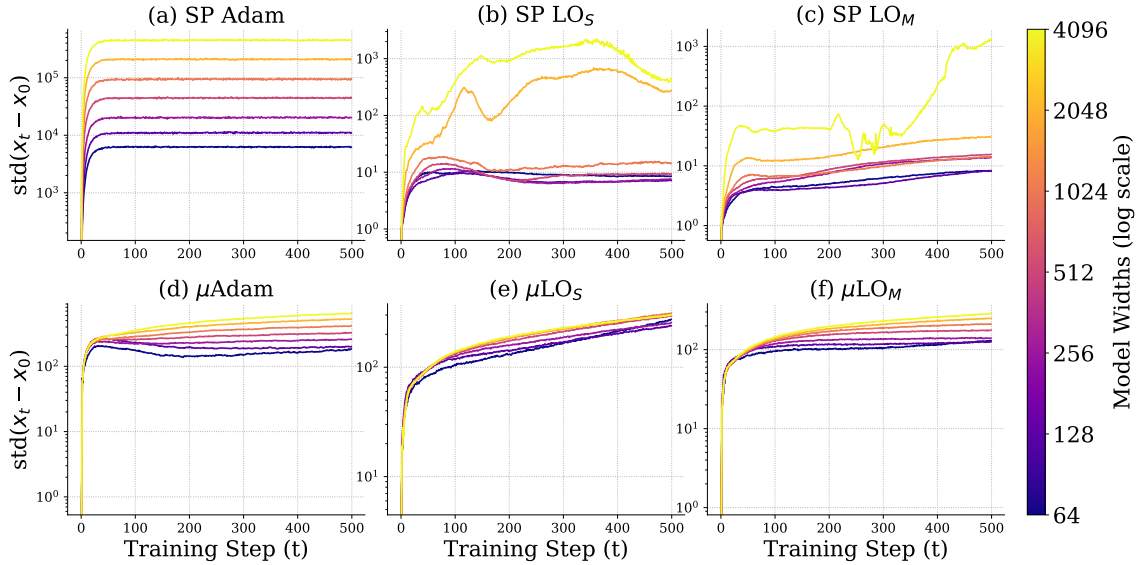 (a) SP Adam
(b) SP LO_S
(c) SP LO_M
std(x_t − x_0)
10^5
10^4
10^3
0 100 200 300 400 500
10^3
10^2
10^1
10^0
0 100 200 300 400 500
10^3
10^2
10^1
10^0
0 100 200 300 400 500
(d) μAdam
(e) μLO_S
(f) μLO_M
std(x_t − x_0)
10^2
10^1
10^0
0 100 200 300 400 500
Training Step (t)
10^2
10^1
0 100 200 300 400 500
Training Step (t)
10^2
10^1
10^0
0 100 200 300 400 500
Training Step (t)
4096
2048
1024
512
256
128
64
Model Widths (log scale)